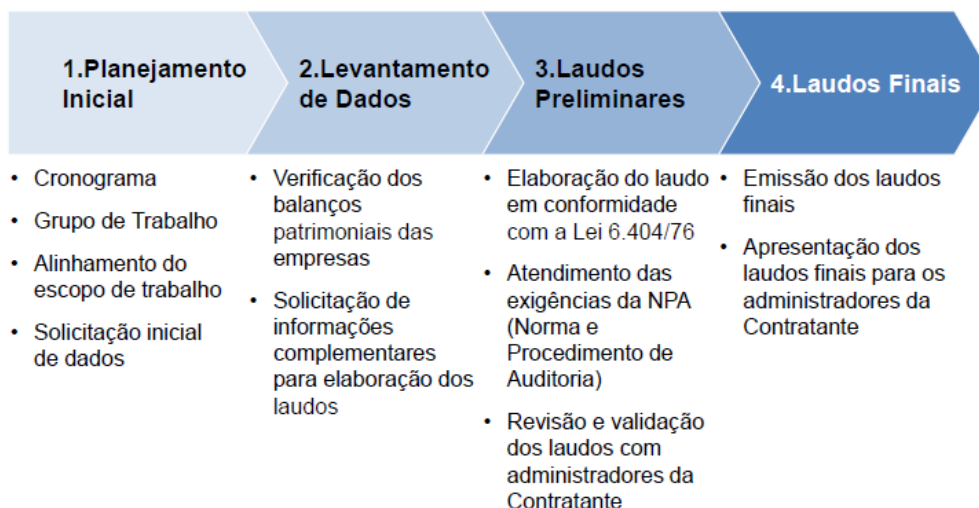 1.Planejamento
Inicial
• Cronograma
• Grupo de Trabalho
• Alinhamento do
escopo de trabalho
• Solicitação inicial
de dados
2.Levantamento
de Dados
• Verificação dos
balanços
patrimoniais das
empresas
• Solicitação de
informações
complementares
para elaboração dos
laudos
3.Laudos
Preliminares
• Elaboração do laudo
em conformidade
com a Lei 6.404/76
• Atendimento das
exigências da NPA
(Norma e
Procedimento de
Auditoria)
• Revisão e validação
dos laudos com
administradores da
Contratante
4.Laudos Finais
• Emissão dos laudos
finais
• Apresentação dos
laudos finais para os
administradores da
Contratante